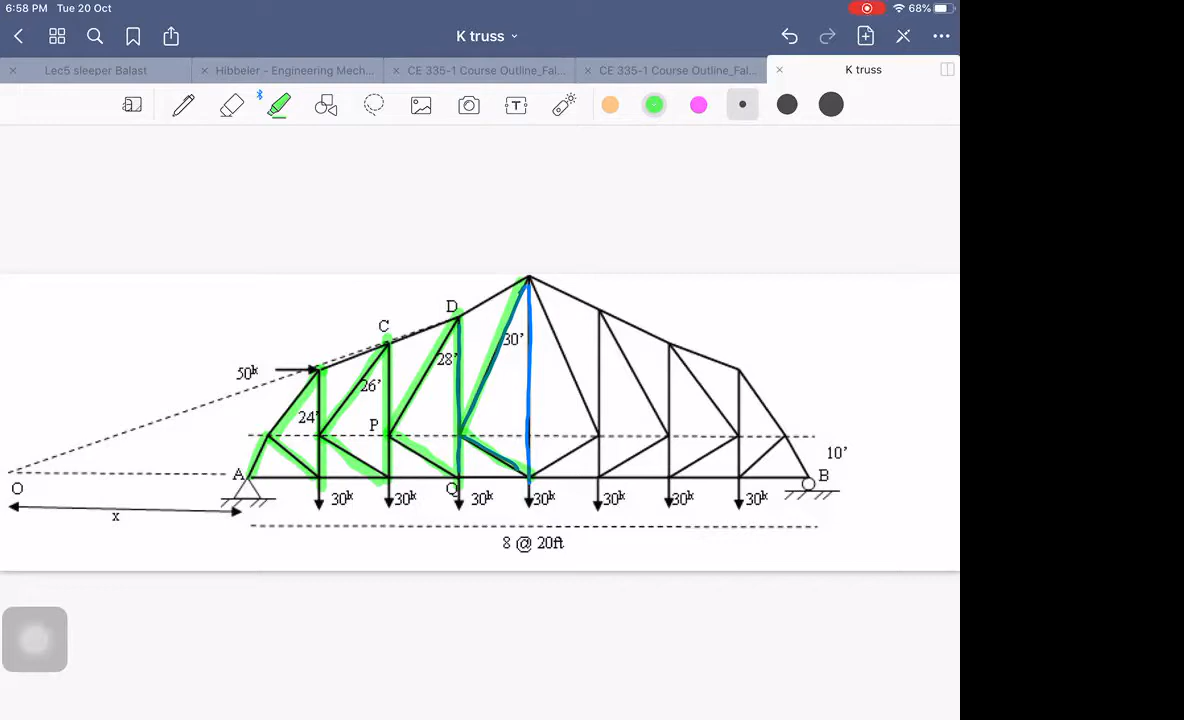 6:58 PM Tue 20 Oct 68%
K truss
Lec5 sleeper Balast Hibbeler - Engineering Mech... CE 335-1 Course Outline_Fal... CE 335-1 Course Outline_Fal... K truss
T
D
C
30'
28'
50k
26'
24'
P
10'
A B
O Q
30k 30k 30k 30k 30k 30k 30k
x
8 @ 20ft